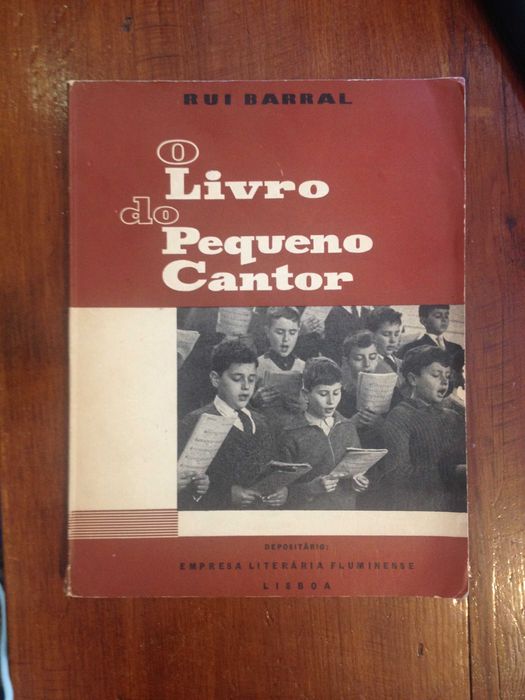 RUI BARRAL
O
Livro
do
Pequeno
Cantor
DEPOSITÁRIO:
EMPRESA LITERÁRIA FLUMINENSE
LISBOA